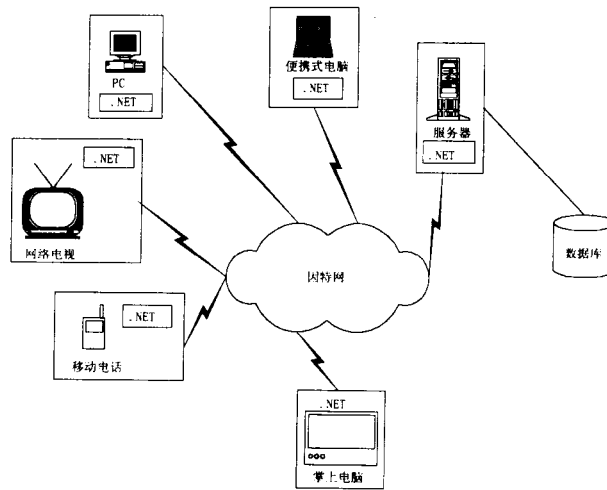 PC
.NET
便携式电脑
.NET
服务器
.NET
.NET
网络电视
因特网
数据库
.NET
移动电话
.NET
掌上电脑